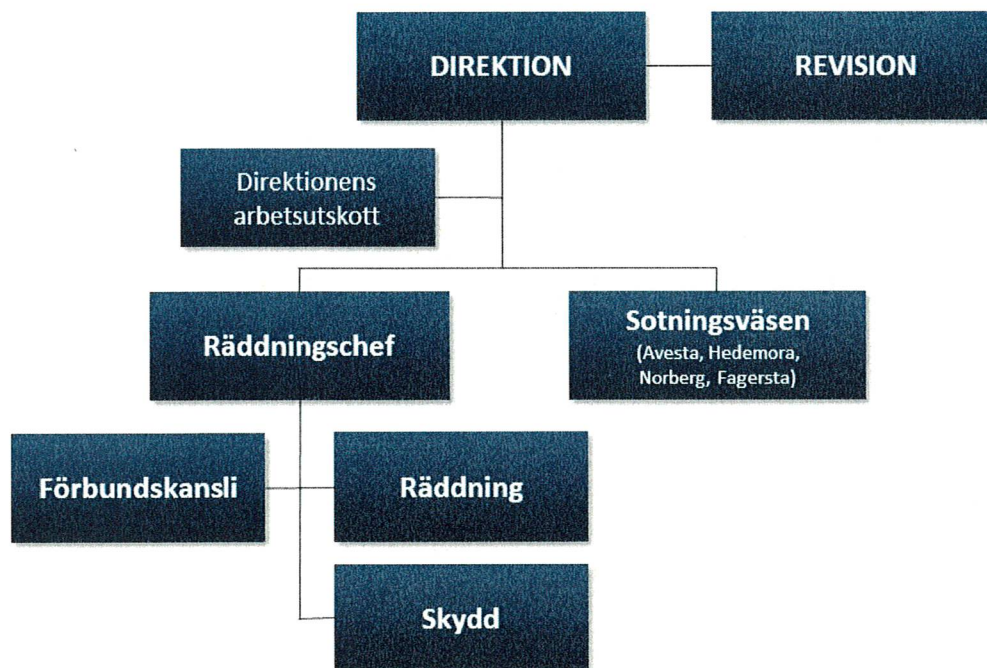 DIREKTION
REVISION
Direktionens
arbetsutskott
Räddningschef
Sotningsväsen
(Avesta, Hedemora,
Norberg, Fagersta)
Förbundskansli
Räddning
Skydd